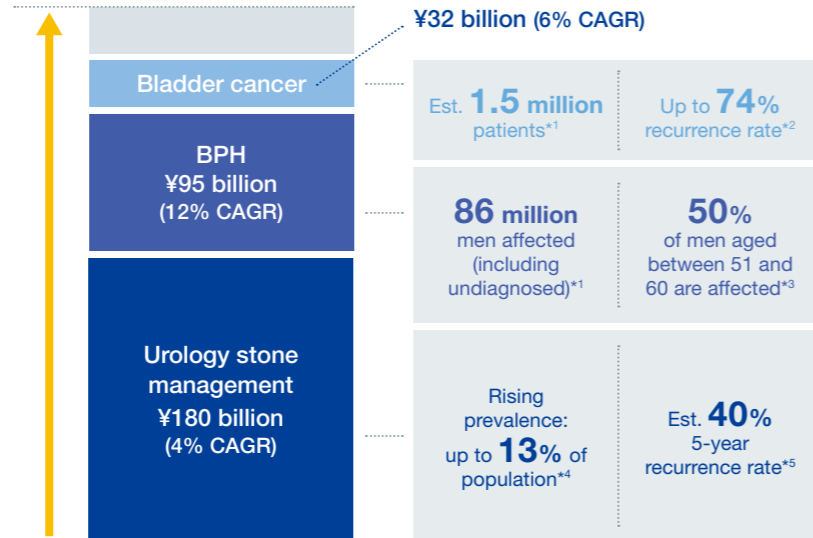 ¥32 billion (6% CAGR)
Bladder cancer
Est. 1.5 million
patients*1
Up to 74%
recurrence rate*2
BPH
¥95 billion
(12% CAGR)
86 million
men affected
(including
undiagnosed)*1
50%
of men aged
between 51 and
60 are affected*3
Urology stone
management
¥180 billion
(4% CAGR)
Rising
prevalence:
up to 13% of
population*4
Est. 40%
5-year
recurrence rate*5